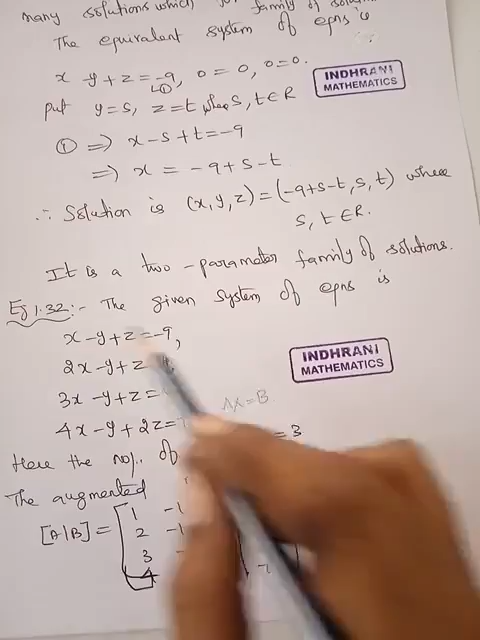 many solutions which family of
The equivalent system of eqns is
x y+z=-9, 0=0, 0=0.
①
INDHRANI
MATHEMATICS
put y=s, z=t where s, t∈R
① ⇒ x-s+t=-9
⇒ x = -9+s-t
∴ Solution is (x,y,z)=(-9+s-t,s,t) where
s, t∈R.
It is a two-parameter family of solutions.
Eg 1.32:- The given system of eqns is
x-y+z=-9,
2x-y+z=
INDHRANI
MATHEMATICS
3x-y+z=
AX=B
4x-y+2z=
Here the no/. of =3
The augmented
[A|B]= 1 -1
2 -1
3
4